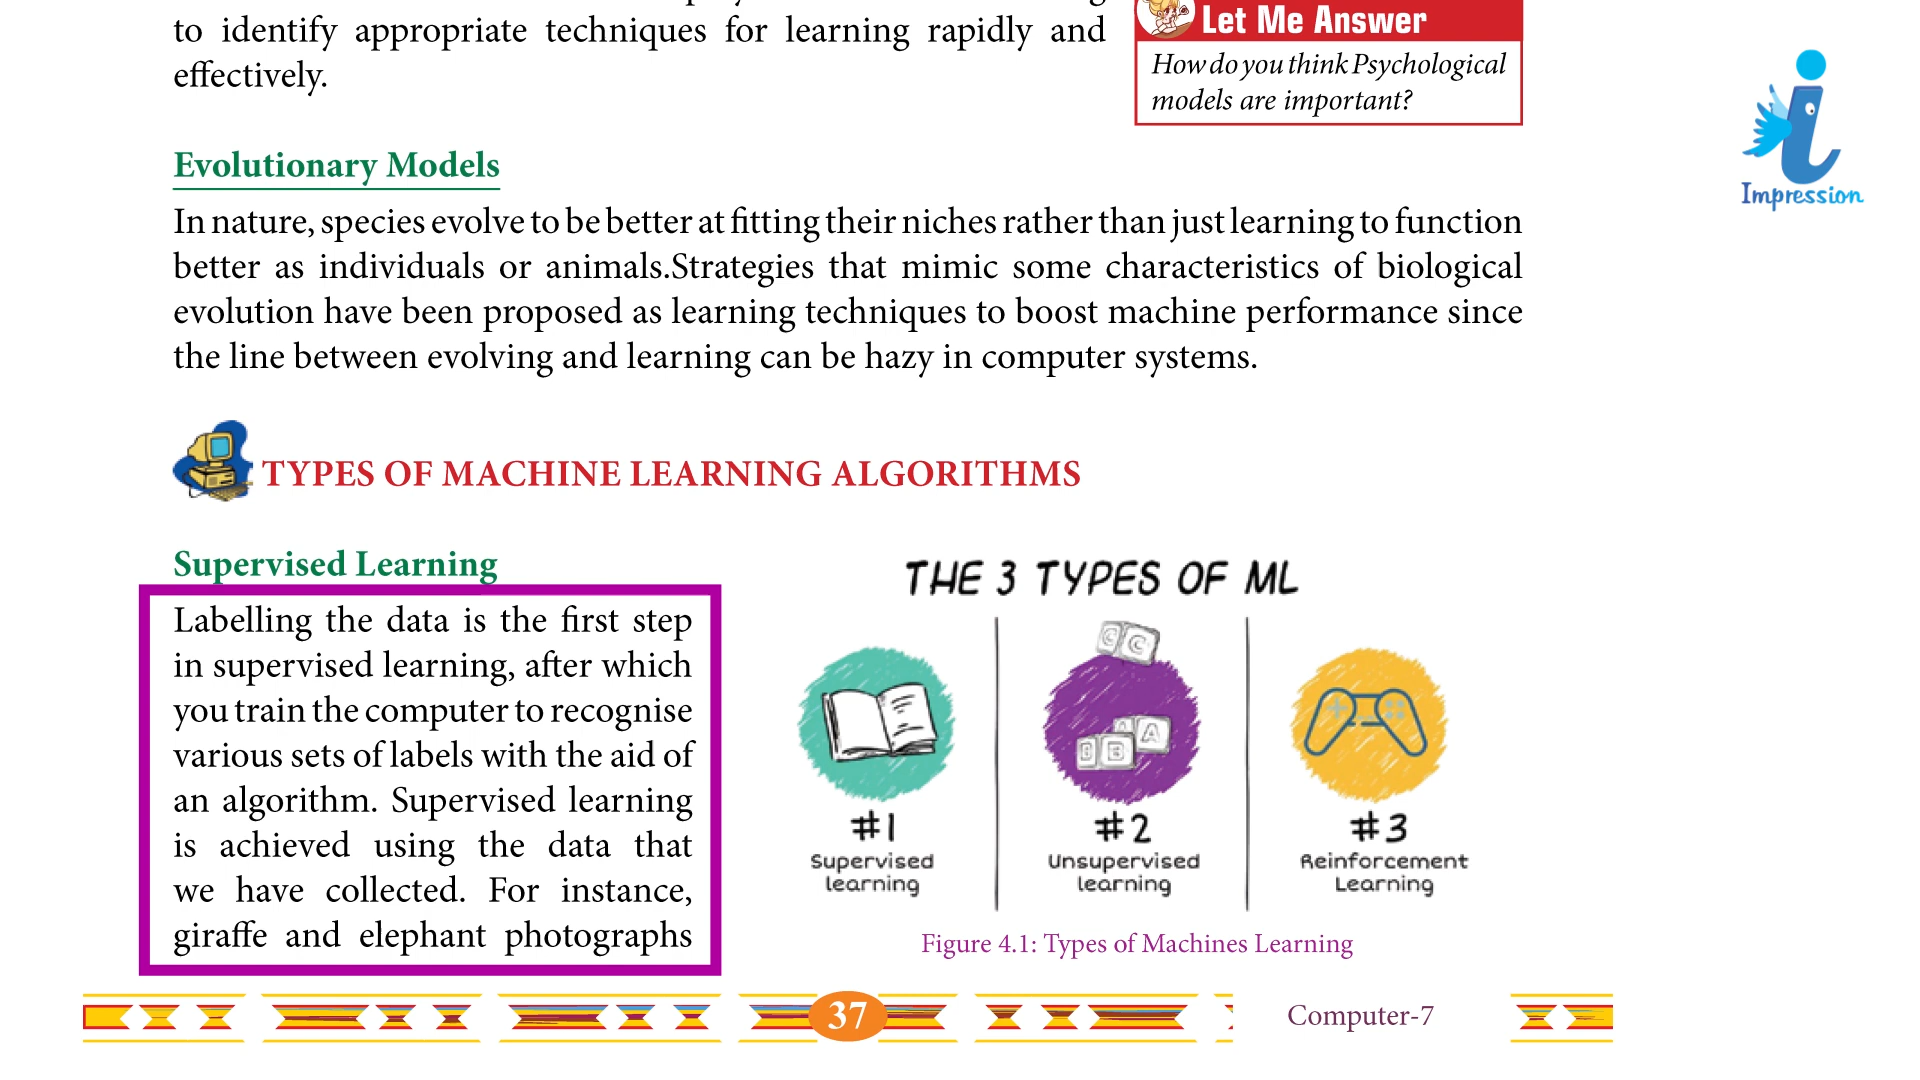 to identify appropriate techniques for learning rapidly and
effectively.
Let Me Answer
How do you think Psychological
models are important?
Impression
Evolutionary Models
In nature, species evolve to be better at fitting their niches rather than just learning to function
better as individuals or animals.Strategies that mimic some characteristics of biological
evolution have been proposed as learning techniques to boost machine performance since
the line between evolving and learning can be hazy in computer systems.
TYPES OF MACHINE LEARNING ALGORITHMS
Supervised Learning
Labelling the data is the first step
in supervised learning, after which
you train the computer to recognise
various sets of labels with the aid of
an algorithm. Supervised learning
is achieved using the data that
we have collected. For instance,
giraffe and elephant photographs
THE 3 TYPES OF ML
C C
A
B B
#1
Supervised
learning
#2
Unsupervised
learning
#3
Reinforcement
Learning
Figure 4.1: Types of Machines Learning
37
Computer-7